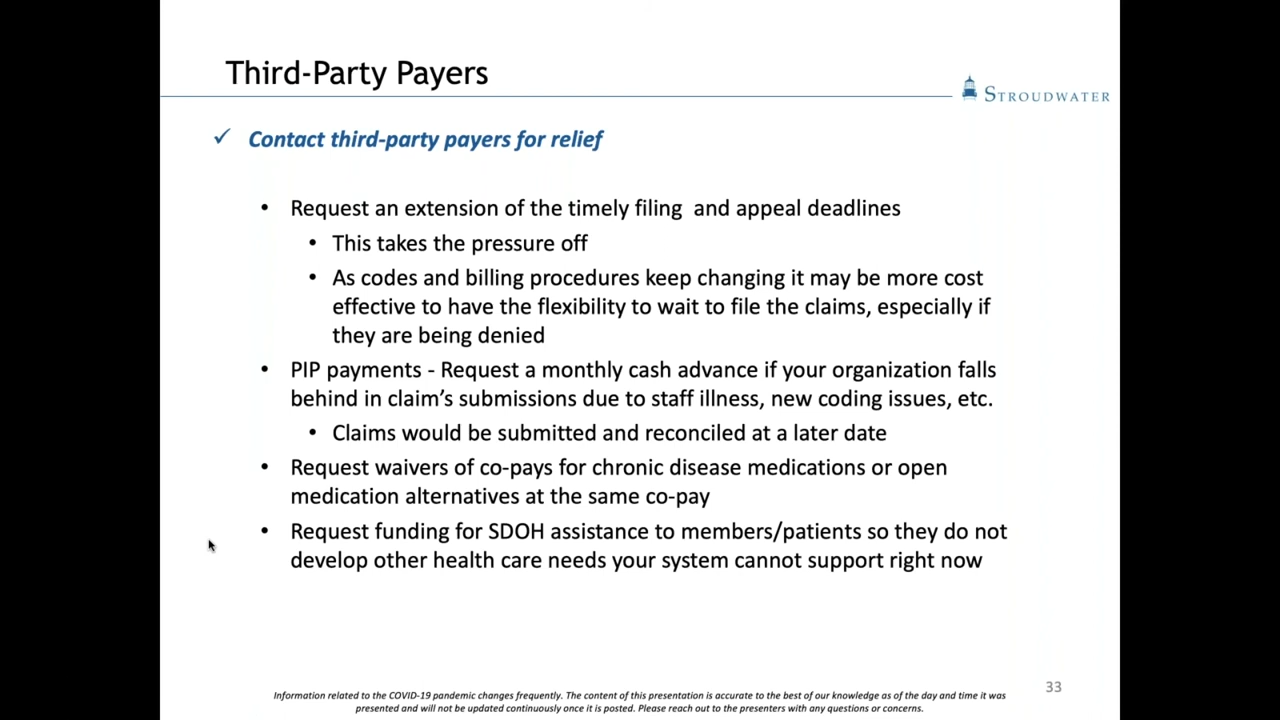 Third-Party Payers
STROUDWATER
✓ Contact third-party payers for relief
• Request an extension of the timely filing  and appeal deadlines
• This takes the pressure off
• As codes and billing procedures keep changing it may be more cost
effective to have the flexibility to wait to file the claims, especially if
they are being denied
• PIP payments - Request a monthly cash advance if your organization falls
behind in claim’s submissions due to staff illness, new coding issues, etc.
• Claims would be submitted and reconciled at a later date
• Request waivers of co-pays for chronic disease medications or open
medication alternatives at the same co-pay
• Request funding for SDOH assistance to members/patients so they do not
develop other health care needs your system cannot support right now
33
Information related to the COVID-19 pandemic changes frequently. The content of this presentation is accurate to the best of our knowledge as of the day and time it was
presented and will not be updated continuously once it is posted. Please reach out to the presenters with any questions or concerns.